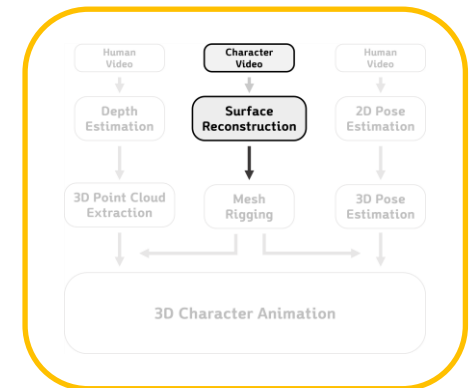 Human
Video
Character
Video
Human
Video
Depth
Estimation
Surface
Reconstruction
2D Pose
Estimation
3D Point Cloud
Extraction
Mesh
Rigging
3D Pose
Estimation
3D Character Animation